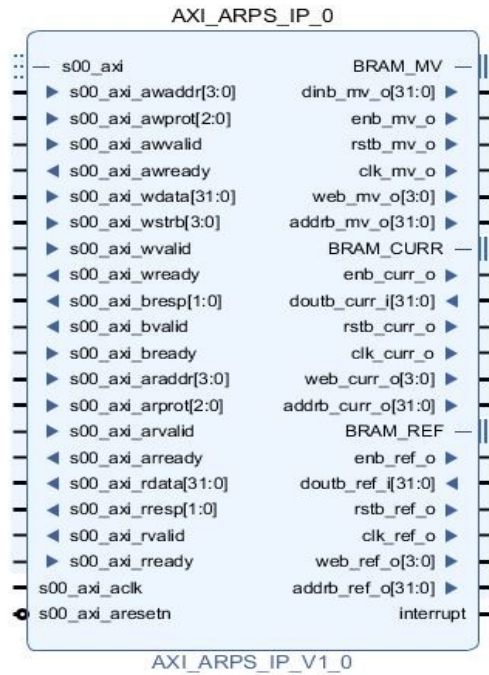 AXI_ARPS_IP_0
s00_axi
s00_axi_awaddr[3:0]
s00_axi_awprot[2:0]
s00_axi_awvalid
s00_axi_awready
s00_axi_wdata[31:0]
s00_axi_wstrb[3:0]
s00_axi_wvalid
s00_axi_wready
s00_axi_bresp[1:0]
s00_axi_bvalid
s00_axi_bready
s00_axi_araddr[3:0]
s00_axi_arprot[2:0]
s00_axi_arvalid
s00_axi_arready
s00_axi_rdata[31:0]
s00_axi_rresp[1:0]
s00_axi_rvalid
s00_axi_rready
s00_axi_aclk
s00_axi_aresetn
BRAM_MV
dinb_mv_o[31:0]
enb_mv_o
rstb_mv_o
clk_mv_o
web_mv_o[3:0]
addrb_mv_o[31:0]
BRAM_CURR
enb_curr_o
doutb_curr_i[31:0]
rstb_curr_o
clk_curr_o
web_curr_o[3:0]
addrb_curr_o[31:0]
BRAM_REF
enb_ref_o
doutb_ref_i[31:0]
rstb_ref_o
clk_ref_o
web_ref_o[3:0]
addrb_ref_o[31:0]
interrupt
AXI_ARPS_IP_V1_0